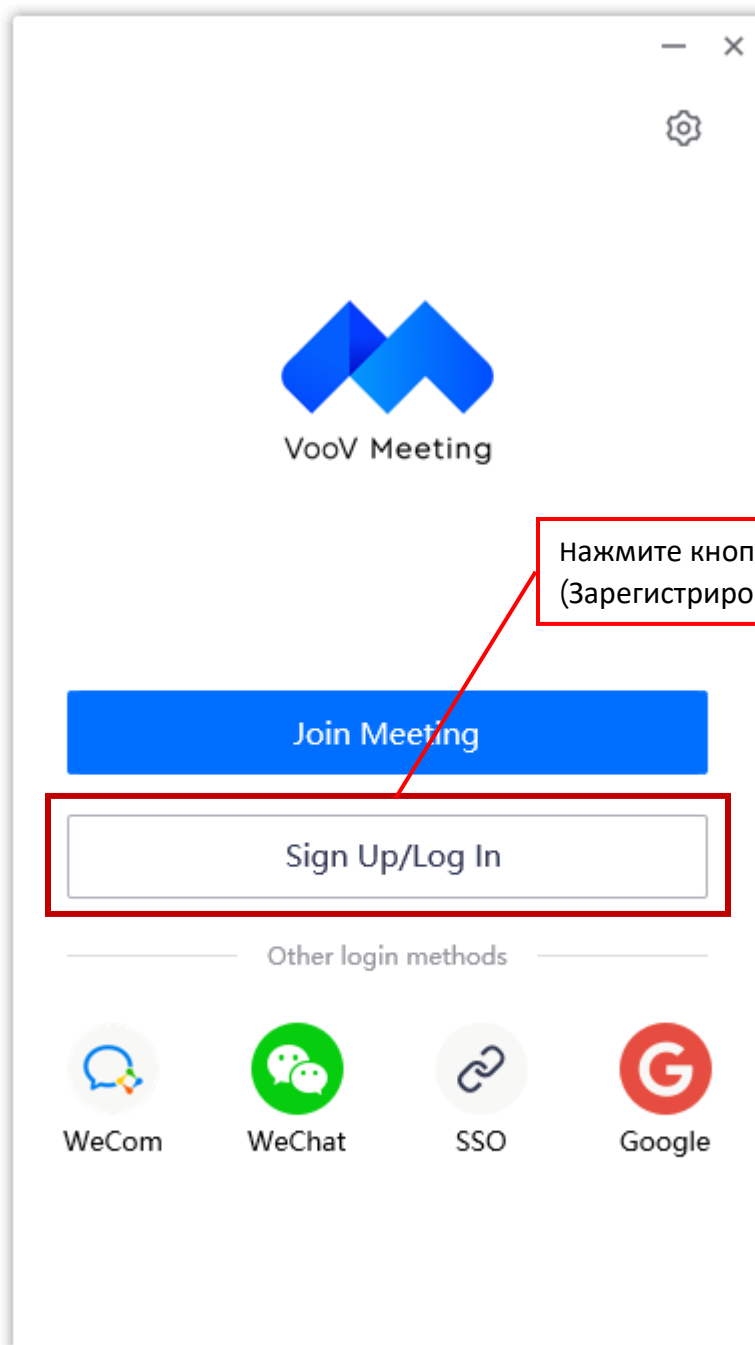 VooV Meeting
Нажмите кноп
(Зарегистриро
Join Meeting
Sign Up/Log In
Other login methods
WeCom WeChat SSO Google